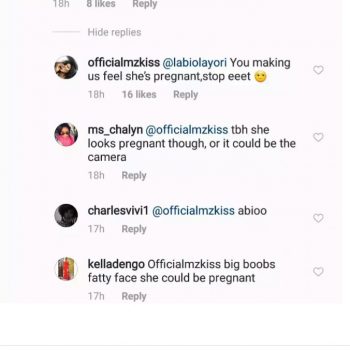 18h 8 likes Reply
Hide replies
officialmzkiss @labiolayori You making
us feel she's pregnant,stop eeet
18h 16 likes Reply
ms_chalyn @officialmzkiss tbh she
looks pregnant though, or it could be the
camera
18h Reply
charlesvivi1 @officialmzkiss abioo
17h Reply
kelladengo Officialmzkiss big boobs
fatty face she could be pregnant
17h Reply